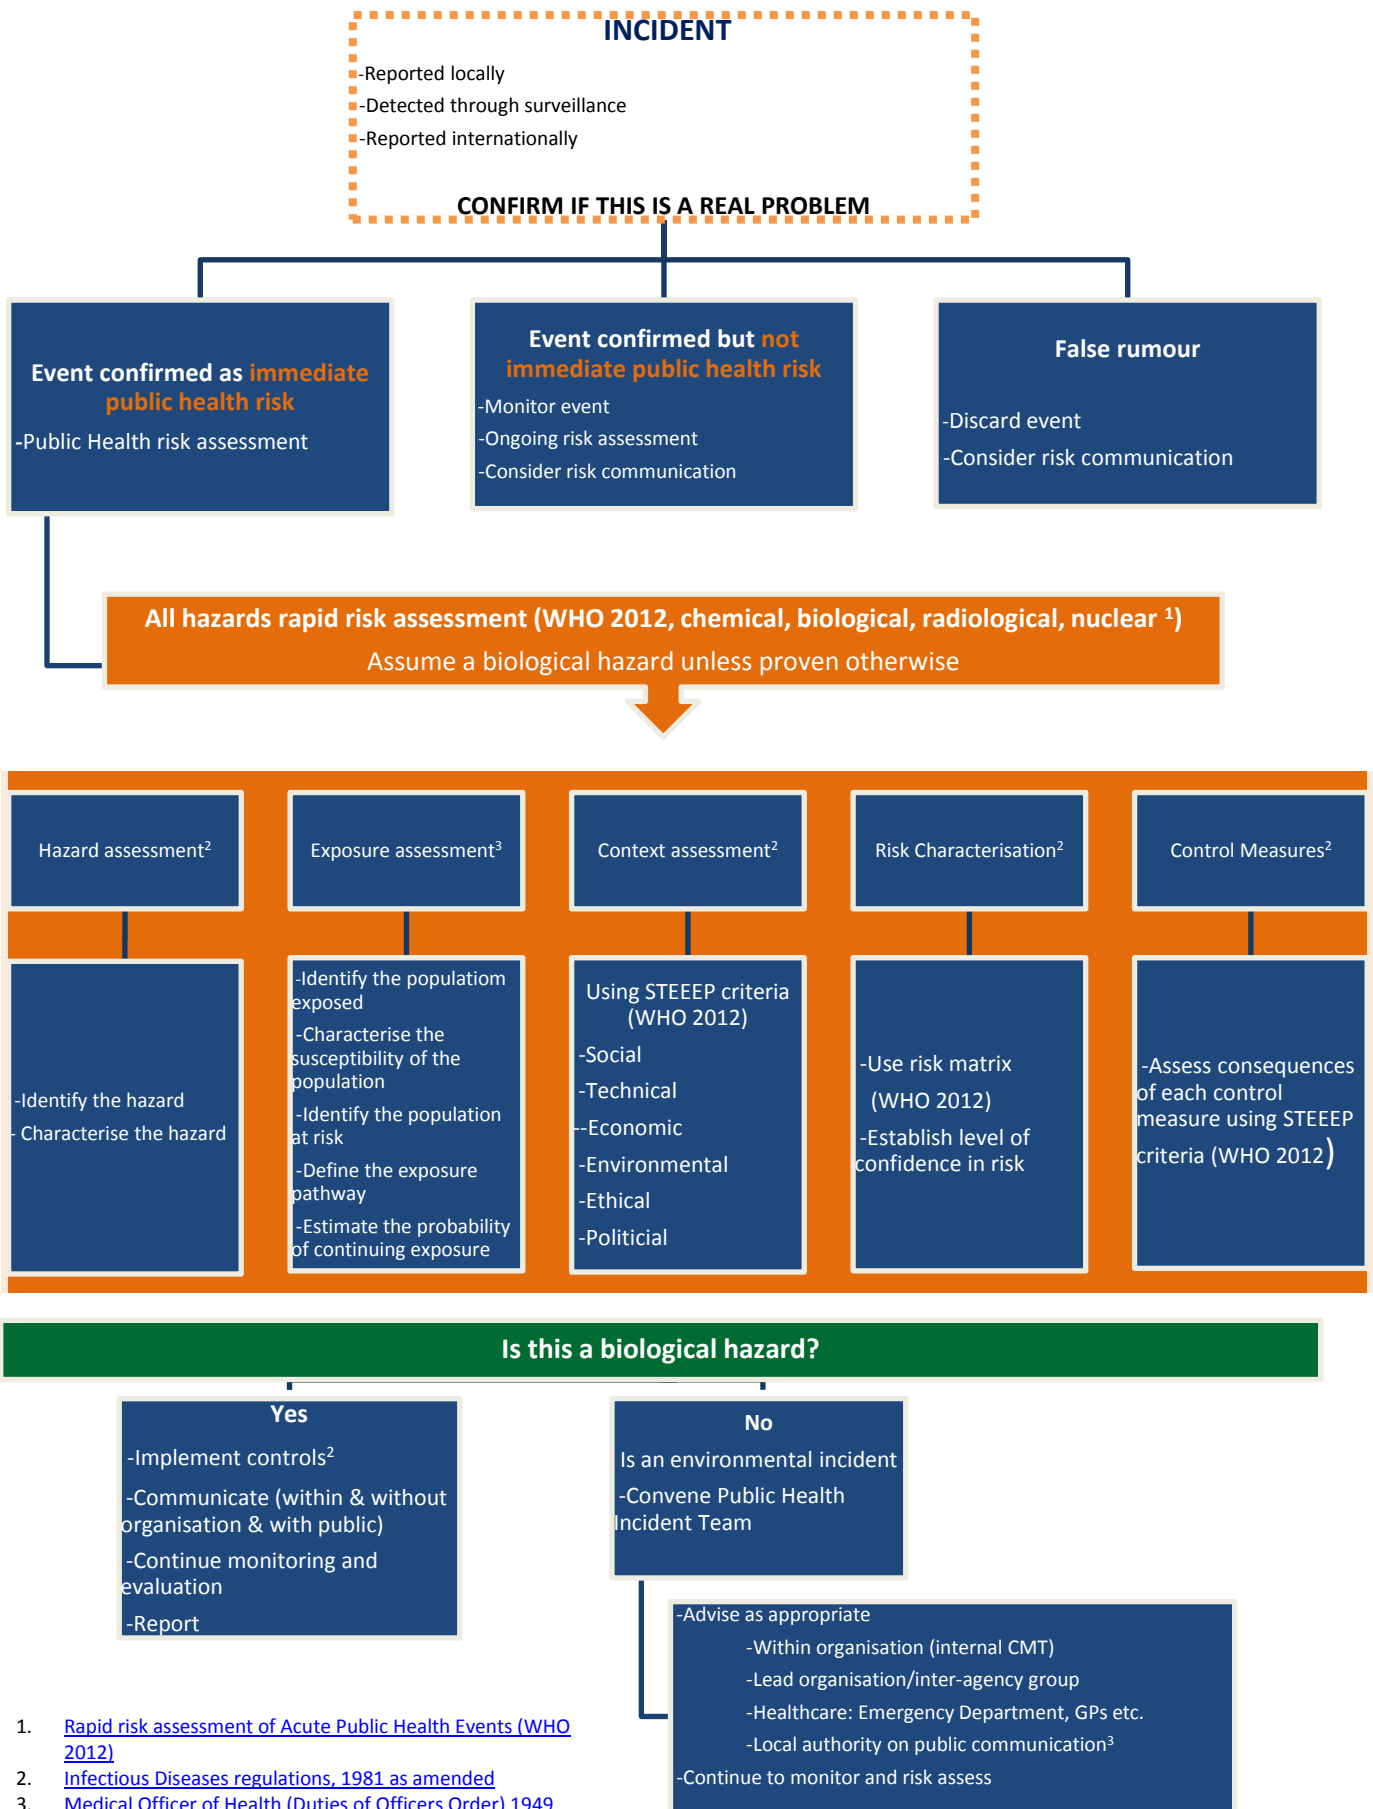 INCIDENT
-Reported locally
-Detected through surveillance
-Reported internationally
CONFIRM IF THIS IS A REAL PROBLEM
Event confirmed as immediate
public health risk
-Public Health risk assessment
Event confirmed but not
immediate public health risk
-Monitor event
-Ongoing risk assessment
-Consider risk communication
False rumour
-Discard event
-Consider risk communication
All hazards rapid risk assessment (WHO 2012, chemical, biological, radiological, nuclear ¹)
Assume a biological hazard unless proven otherwise
Hazard assessment²
Exposure assessment³
Context assessment²
Risk Characterisation²
Control Measures²
-Identify the hazard
- Characterise the hazard
-Identify the populatiom
exposed
-Characterise the
susceptibility of the
population
-Identify the population
at risk
-Define the exposure
pathway
-Estimate the probability
of continuing exposure
Using STEEEP criteria
(WHO 2012)
-Social
-Technical
--Economic
-Environmental
-Ethical
-Politicial
-Use risk matrix
(WHO 2012)
-Establish level of
confidence in risk
-Assess consequences
of each control
measure using STEEEP
criteria (WHO 2012)
Is this a biological hazard?
Yes
-Implement controls²
-Communicate (within & without
organisation & with public)
-Continue monitoring and
evaluation
-Report
No
Is an environmental incident
-Convene Public Health
Incident Team
-Advise as appropriate
-Within organisation (internal CMT)
-Lead organisation/inter-agency group
-Healthcare: Emergency Department, GPs etc.
-Local authority on public communication³
-Continue to monitor and risk assess
1. Rapid risk assessment of Acute Public Health Events (WHO
2012)
2. Infectious Diseases regulations, 1981 as amended
3. Medical Officer of Health (Duties of Officers Order) 1949